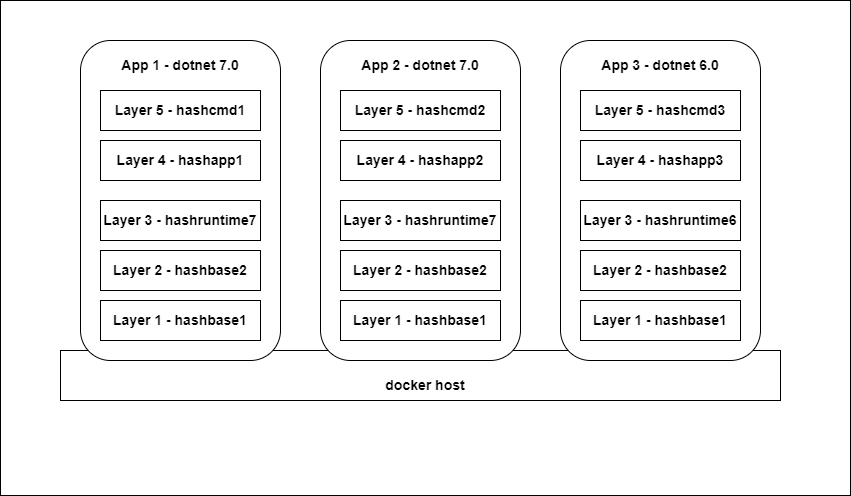 App 1 - dotnet 7.0
Layer 5 - hashcmd1
Layer 4 - hashapp1
Layer 3 - hashruntime7
Layer 2 - hashbase2
Layer 1 - hashbase1
App 2 - dotnet 7.0
Layer 5 - hashcmd2
Layer 4 - hashapp2
Layer 3 - hashruntime7
Layer 2 - hashbase2
Layer 1 - hashbase1
App 3 - dotnet 6.0
Layer 5 - hashcmd3
Layer 4 - hashapp3
Layer 3 - hashruntime6
Layer 2 - hashbase2
Layer 1 - hashbase1
docker host